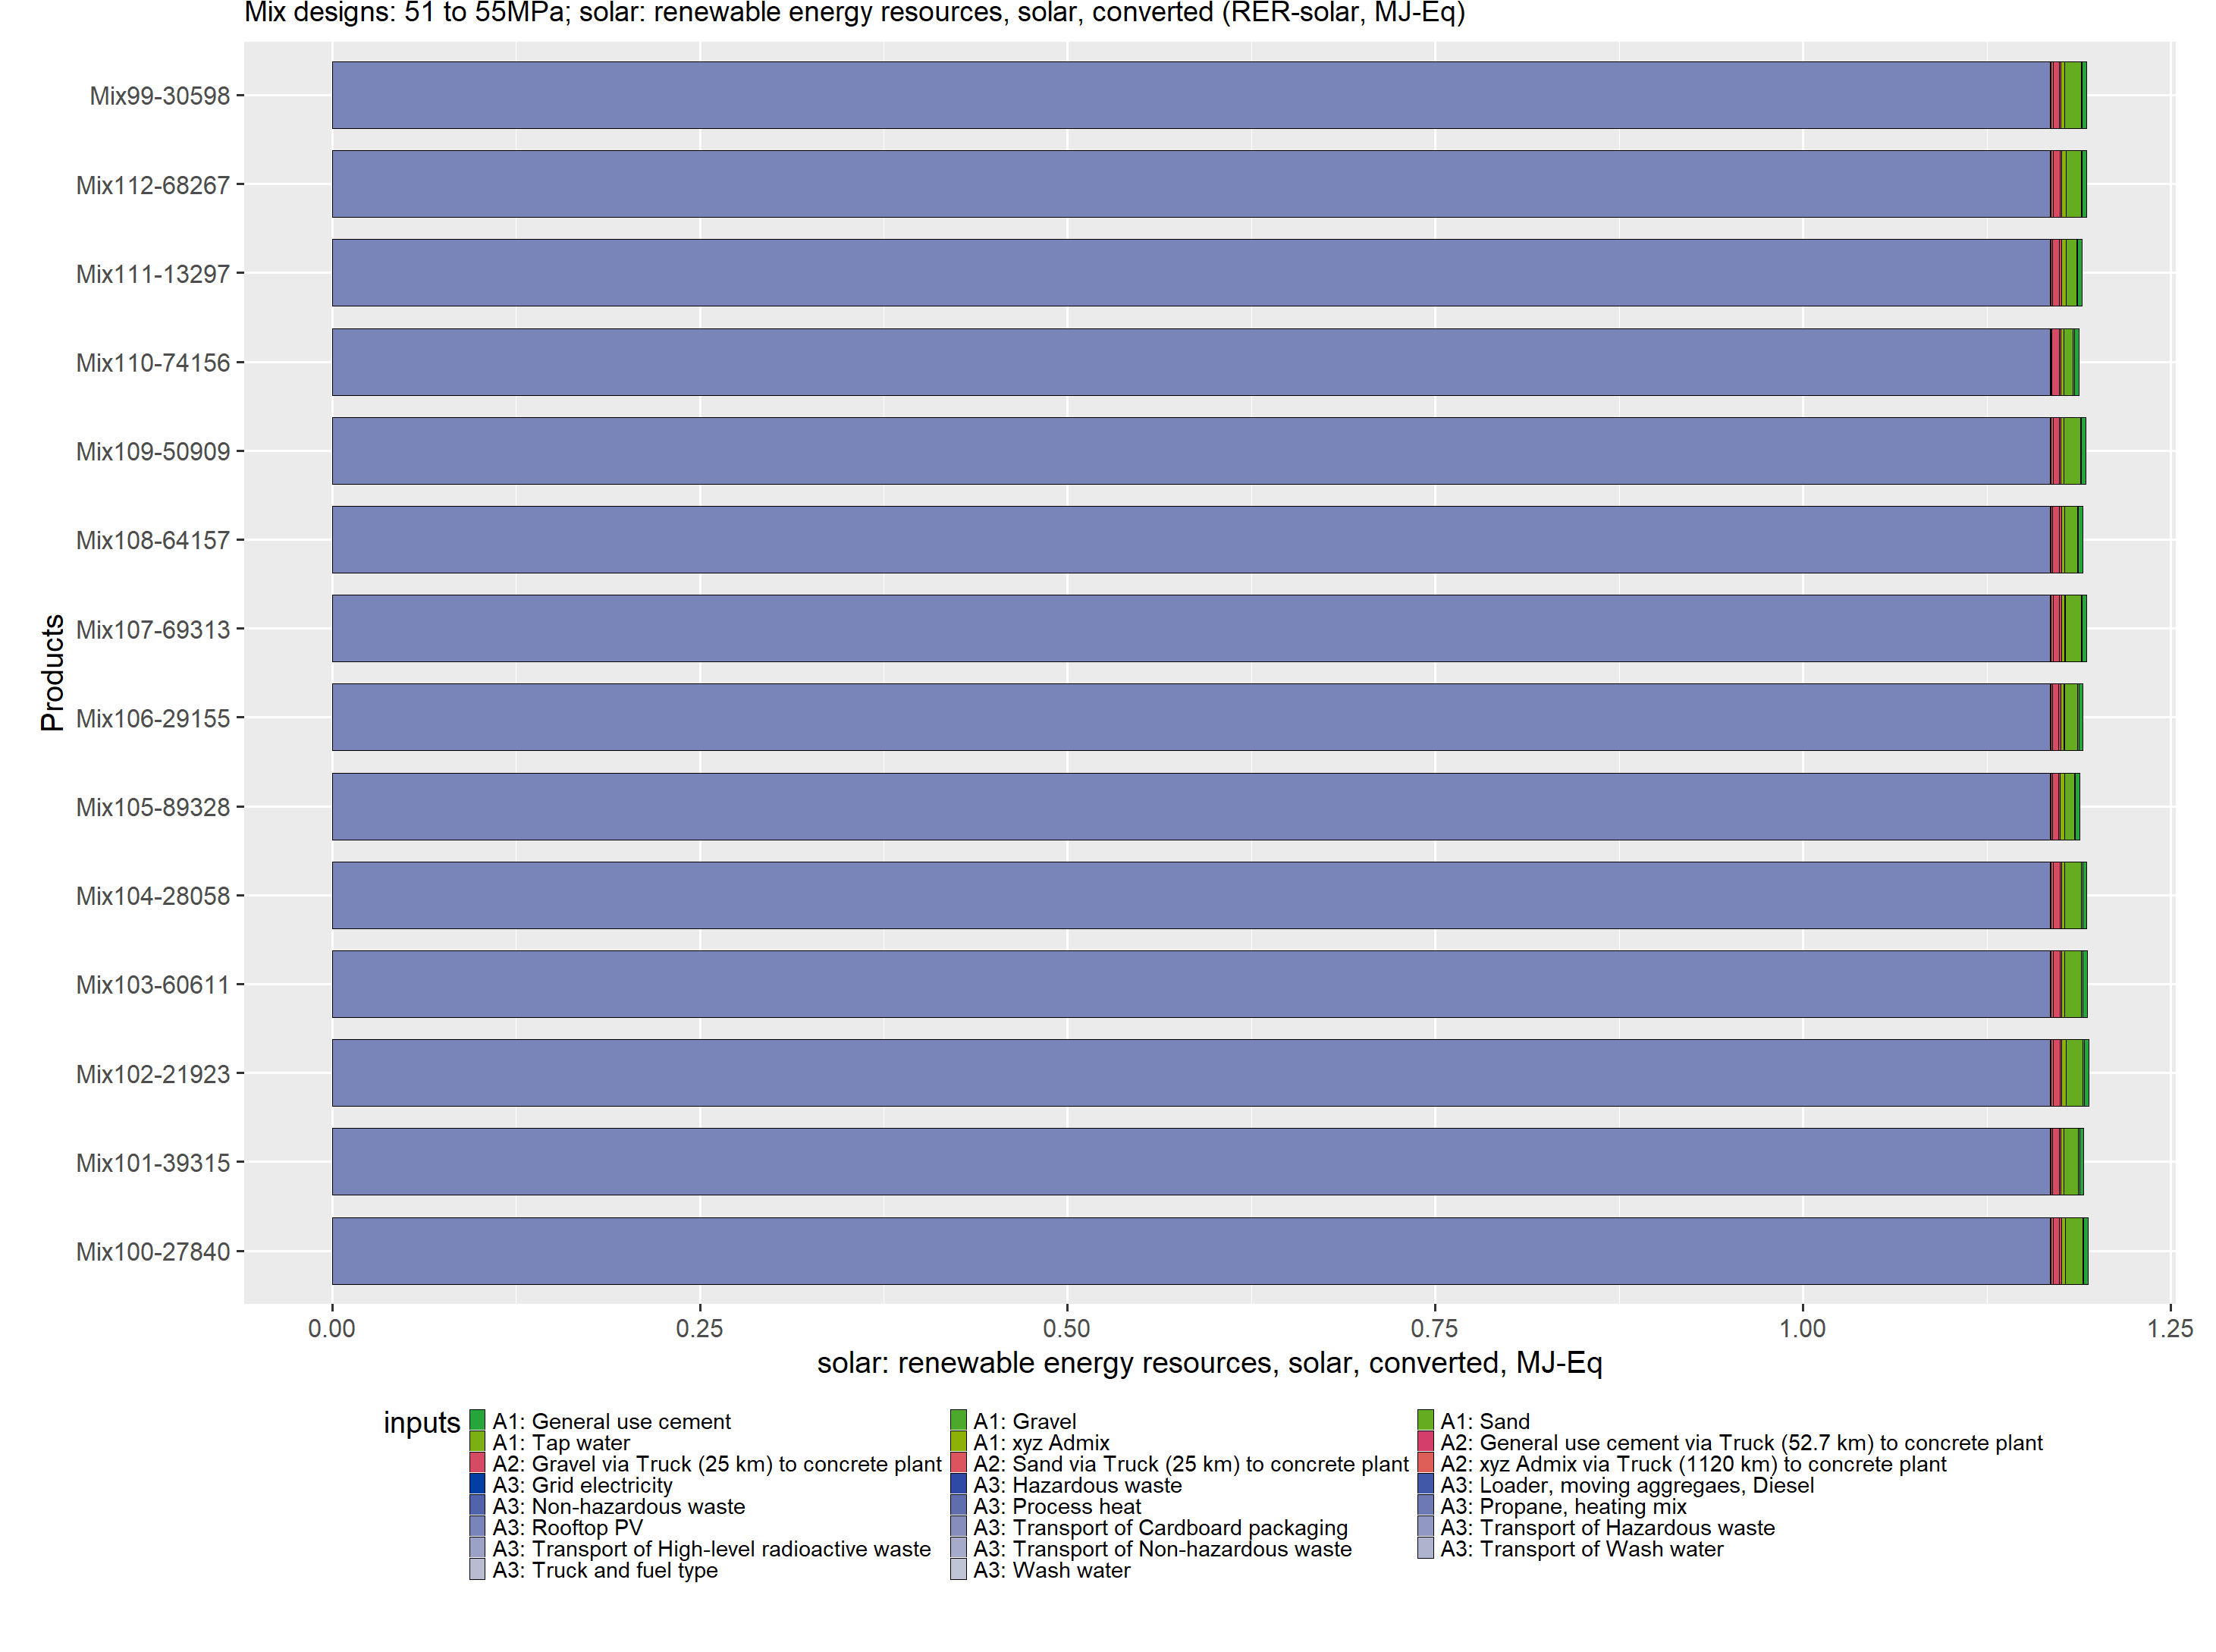 Mix designs: 51 to 55MPa; solar: renewable energy resources, solar, converted (RER-solar, MJ-Eq)
Mix99-30598
Mix112-68267
Mix111-13297
Mix110-74156
Mix109-50909
Mix108-64157
Mix107-69313
Mix106-29155
Mix105-89328
Mix104-28058
Mix103-60611
Mix102-21923
Mix101-39315
Mix100-27840
Products
0.00 0.25 0.50 0.75 1.00 1.25
solar: renewable energy resources, solar, converted, MJ-Eq
inputs
A1: General use cement A1: Gravel A1: Sand
A1: Tap water A1: xyz Admix A2: General use cement via Truck (52.7 km) to concrete plant
A2: Gravel via Truck (25 km) to concrete plant A2: Sand via Truck (25 km) to concrete plant A2: xyz Admix via Truck (1120 km) to concrete plant
A3: Grid electricity A3: Hazardous waste A3: Loader, moving aggregaes, Diesel
A3: Non-hazardous waste A3: Process heat A3: Propane, heating mix
A3: Rooftop PV A3: Transport of Cardboard packaging A3: Transport of Hazardous waste
A3: Transport of High-level radioactive waste A3: Transport of Non-hazardous waste A3: Transport of Wash water
A3: Truck and fuel type A3: Wash water